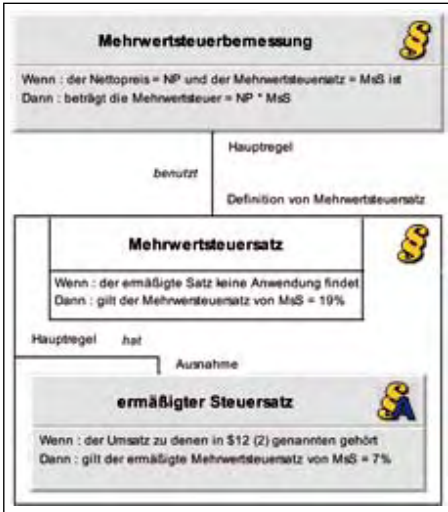 Mehrwertsteuerbemessung
Wenn : der Nettopreis = NP und der Mehrwertsteuersatz = MsS ist
Dann : beträgt die Mehrwertsteuer = NP * MsS
Hauptregel
benutzt
Definition von Mehrwertsteuersatz
Mehrwertsteuersatz
Wenn : der ermäßigte Satz keine Anwendung findet
Dann : gilt der Mehrwersteuersatz von MsS = 19%
Hauptregel hat
Ausnahme
ermäßigter Steuersatz
Wenn : der Umsatz zu denen in $12 (2) genannten gehört
Dann : gilt der ermäßigte Mehrwertsteuersatz von MsS = 7%